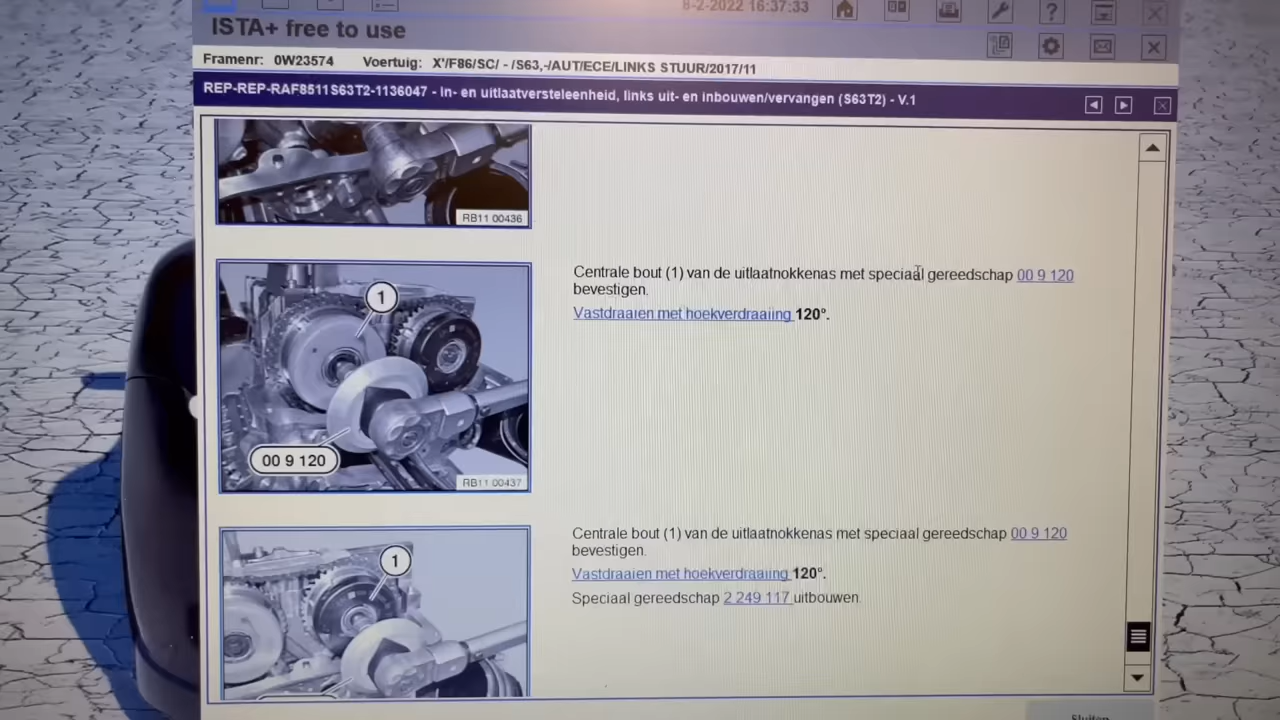 8-2-2022 16:37:33
ISTA+ free to use
Framenr: 0W23574 Voertuig: X'/F86/SC/ - /S63,-/AUT/ECE/LINKS STUUR/2017/11
REP-REP-RAF8511S63T2-1136047 - In- en uitlaatversteleenheid, links uit- en inbouwen/vervangen (S63T2) - V.1
RB11 00436
1
00 9 120
RB11 00437
Centrale bout (1) van de uitlaatnokkenas met speciaal gereedschap 00 9 120
bevestigen.
Vastdraaien met hoekverdraaiing 120°.
1
Centrale bout (1) van de uitlaatnokkenas met speciaal gereedschap 00 9 120
bevestigen.
Vastdraaien met hoekverdraaiing 120°.
Speciaal gereedschap 2 249 117 uitbouwen.
Sluiten